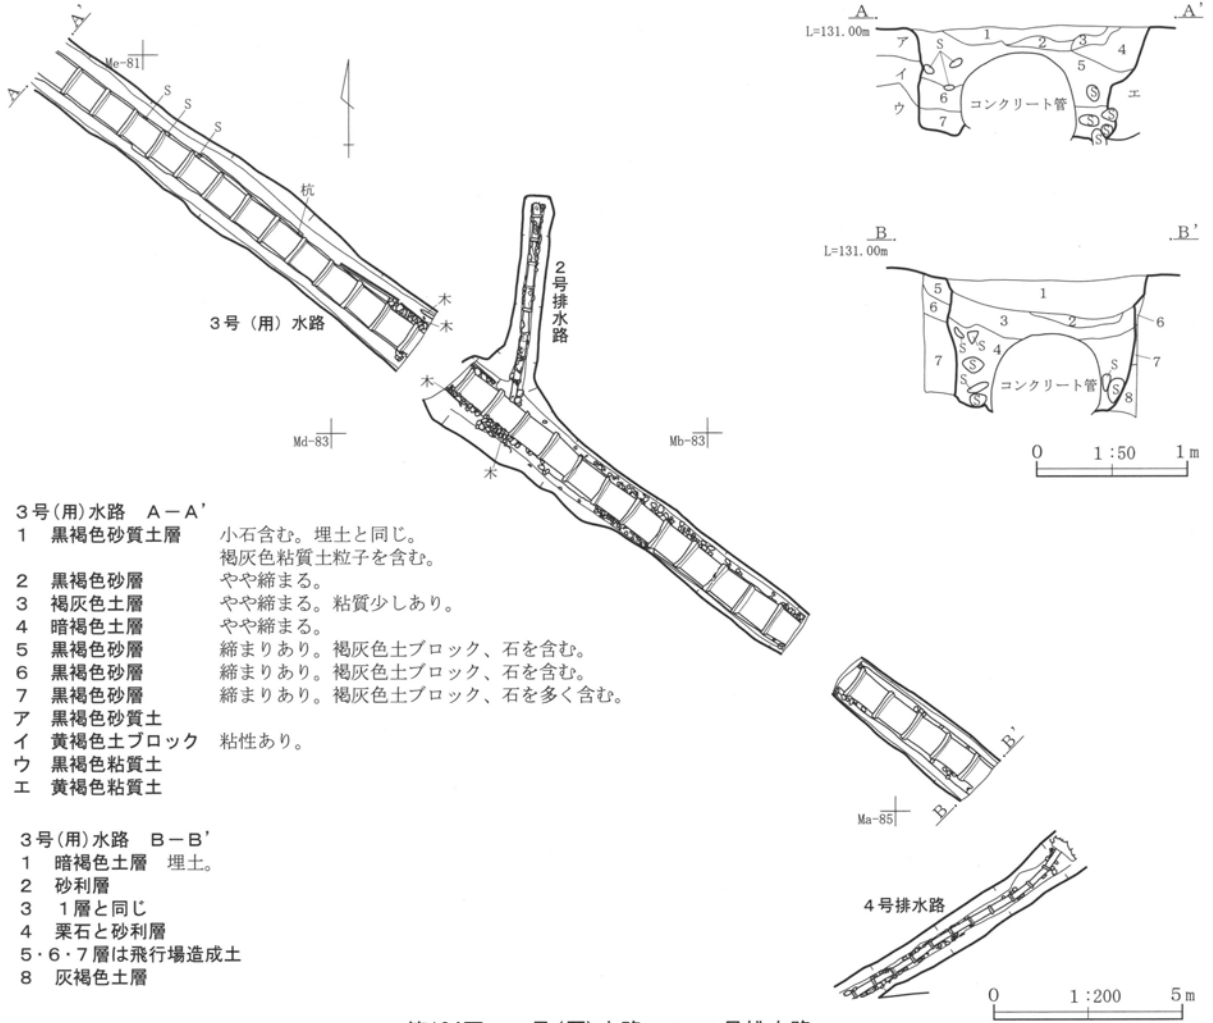 A'
A
Me-81
S
S
S
杭
木
木
3号（用）水路
2号排水路
木
木
Md-83
Mb-83
A
A'
L=131.00m
ア
イ
ウ
エ
1
2
3
4
5
6
7
S
S
S
S
S
S
コンクリート管
B
B'
L=131.00m
5
6
7
1
3
2
4
6
7
8
S
S
S
S
S
S
S
コンクリート管
0 1:50 1m
3号(用)水路 A－A'
1 黒褐色砂質土層 小石含む。埋土と同じ。
褐灰色粘質土粒子を含む。
2 黒褐色砂層 やや締まる。
3 褐灰色土層 やや締まる。粘質少しあり。
4 暗褐色土層 やや締まる。
5 黒褐色砂層 締まりあり。褐灰色土ブロック、石を含む。
6 黒褐色砂層 締まりあり。褐灰色土ブロック、石を含む。
7 黒褐色砂層 締まりあり。褐灰色土ブロック、石を多く含む。
ア 黒褐色砂質土
イ 黄褐色土ブロック 粘性あり。
ウ 黒褐色粘質土
エ 黄褐色粘質土
3号(用)水路 B－B'
1 暗褐色土層 埋土。
2 砂利層
3 1層と同じ
4 栗石と砂利層
5・6・7層は飛行場造成土
8 灰褐色土層
B'
B
Ma-85
4号排水路
0 1:200 5m